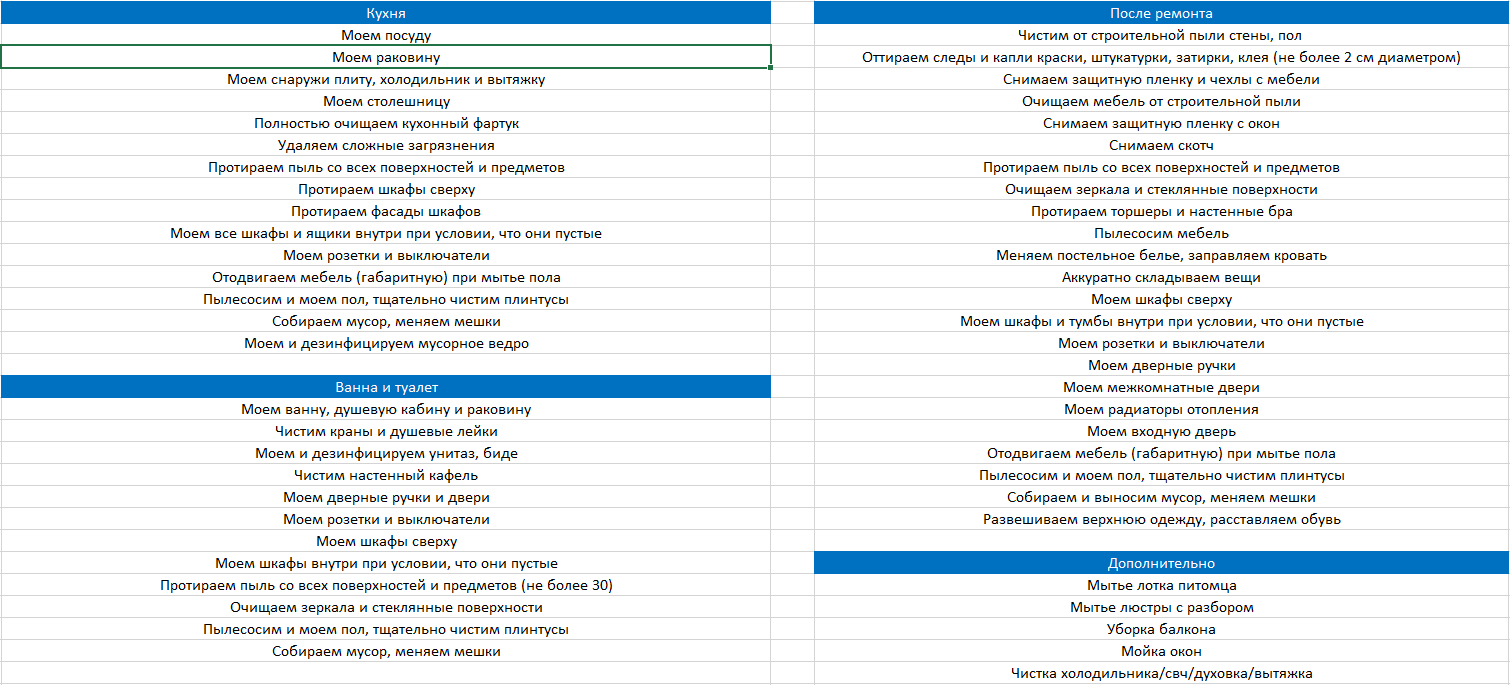 Кухня
Моем посуду
Моем раковину
Моем снаружи плиту, холодильник и вытяжку
Моем столешницу
Полностью очищаем кухонный фартук
Удаляем сложные загрязнения
Протираем пыль со всех поверхностей и предметов
Протираем шкафы сверху
Протираем фасады шкафов
Моем все шкафы и ящики внутри при условии, что они пустые
Моем розетки и выключатели
Отодвигаем мебель (габаритную) при мытье пола
Пылесосим и моем пол, тщательно чистим плинтусы
Собираем мусор, меняем мешки
Моем и дезинфицируем мусорное ведро
Ванна и туалет
Моем ванну, душевую кабину и раковину
Чистим краны и душевые лейки
Моем и дезинфицируем унитаз, биде
Чистим настенный кафель
Моем дверные ручки и двери
Моем розетки и выключатели
Моем шкафы сверху
Моем шкафы внутри при условии, что они пустые
Протираем пыль со всех поверхностей и предметов (не более 30)
Очищаем зеркала и стеклянные поверхности
Пылесосим и моем пол, тщательно чистим плинтусы
Собираем мусор, меняем мешки
После ремонта
Чистим от строительной пыли стены, пол
Оттираем следы и капли краски, штукатурки, затирки, клея (не более 2 см диаметром)
Снимаем защитную пленку и чехлы с мебели
Очищаем мебель от строительной пыли
Снимаем защитную пленку с окон
Снимаем скотч
Протираем пыль со всех поверхностей и предметов
Очищаем зеркала и стеклянные поверхности
Протираем торшеры и настенные бра
Пылесосим мебель
Меняем постельное белье, заправляем кровать
Аккуратно складываем вещи
Моем шкафы сверху
Моем шкафы и тумбы внутри при условии, что они пустые
Моем розетки и выключатели
Моем дверные ручки
Моем межкомнатные двери
Моем радиаторы отопления
Моем входную дверь
Отодвигаем мебель (габаритную) при мытье пола
Пылесосим и моем пол, тщательно чистим плинтусы
Собираем и выносим мусор, меняем мешки
Развешиваем верхнюю одежду, расставляем обувь
Дополнительно
Мытье лотка питомца
Мытье люстры с разбором
Уборка балкона
Мойка окон
Чистка холодильника/свч/духовка/вытяжка